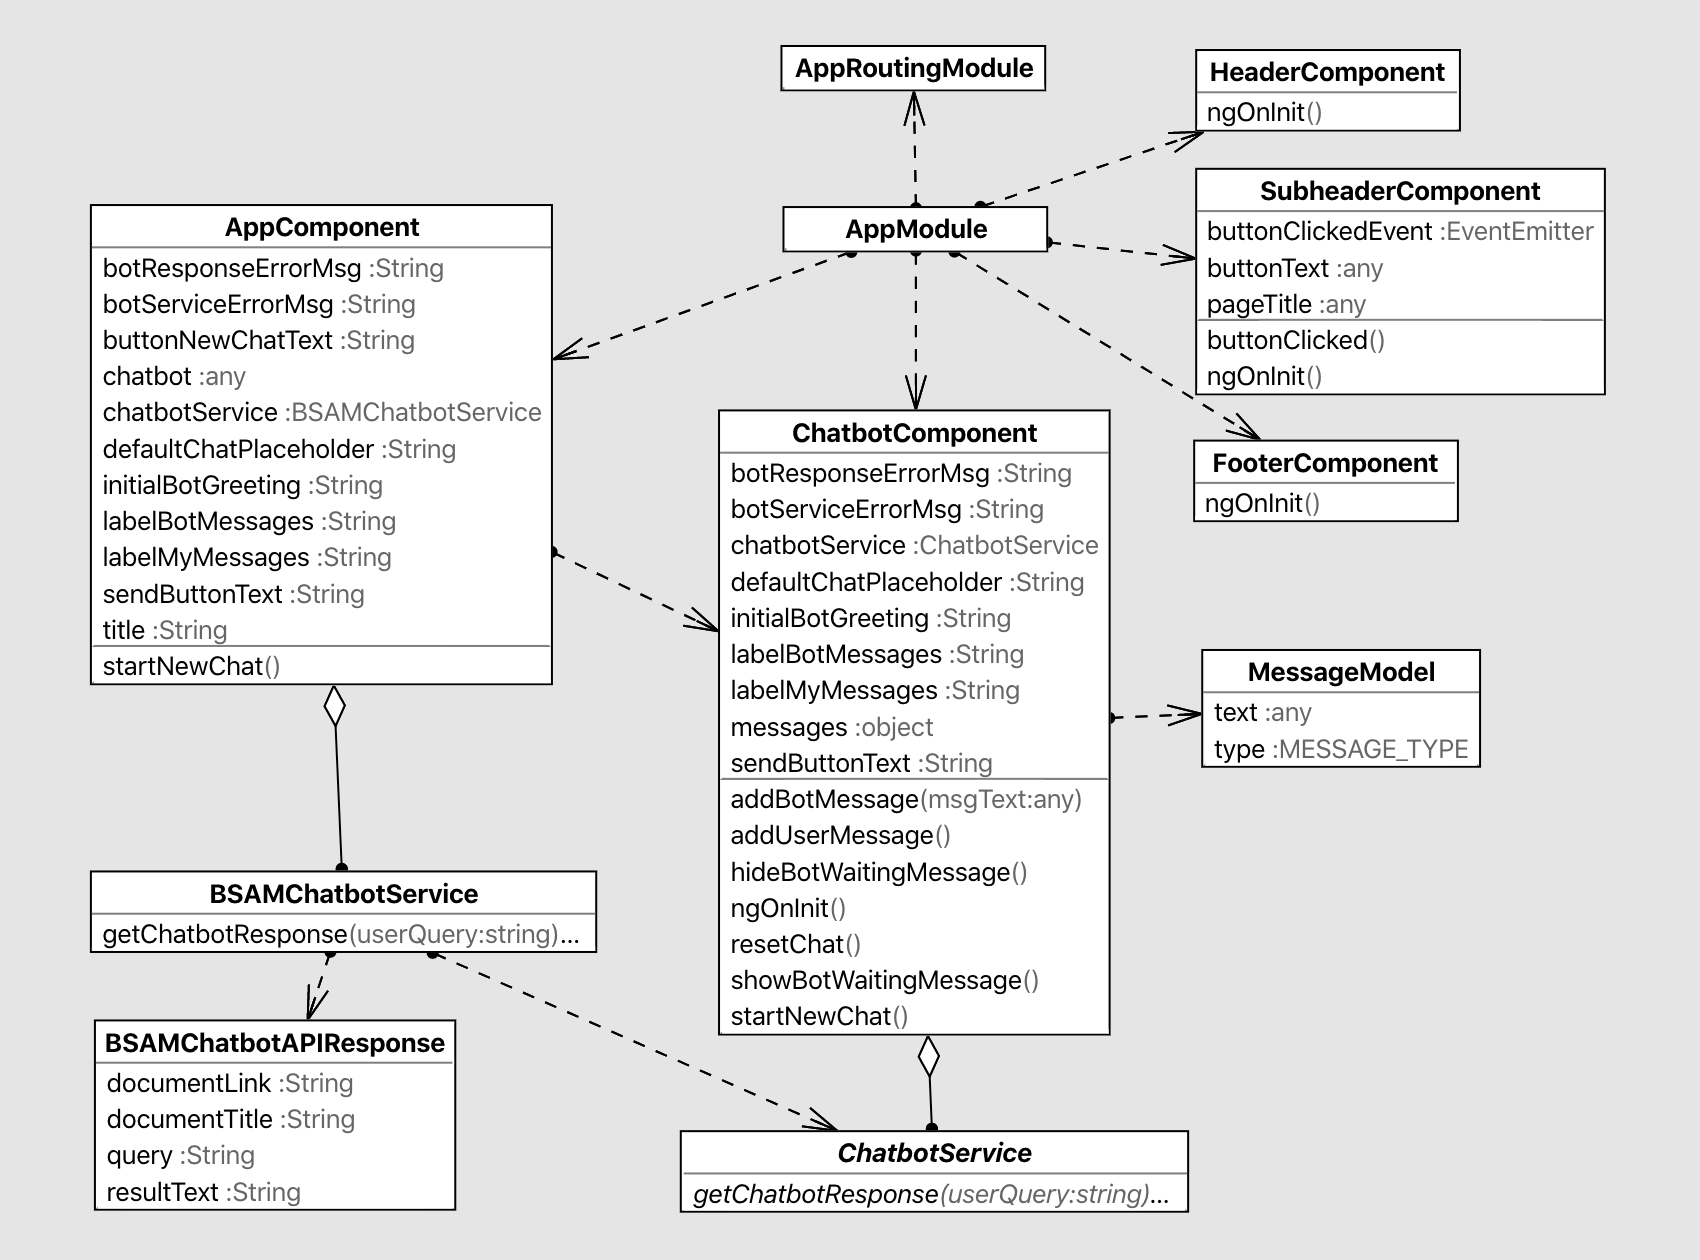 AppRoutingModule
HeaderComponent
ngOnInit()
AppModule
SubheaderComponent
buttonClickedEvent :EventEmitter
buttonText :any
pageTitle :any
buttonClicked()
ngOnInit()
AppComponent
botResponseErrorMsg :String
botServiceErrorMsg :String
buttonNewChatText :String
chatbot :any
chatbotService :BSAMChatbotService
defaultChatPlaceholder :String
initialBotGreeting :String
labelBotMessages :String
labelMyMessages :String
sendButtonText :String
title :String
startNewChat()
ChatbotComponent
botResponseErrorMsg :String
botServiceErrorMsg :String
chatbotService :ChatbotService
defaultChatPlaceholder :String
initialBotGreeting :String
labelBotMessages :String
labelMyMessages :String
messages :object
sendButtonText :String
addBotMessage(msgText:any)
addUserMessage()
hideBotWaitingMessage()
ngOnInit()
resetChat()
showBotWaitingMessage()
startNewChat()
FooterComponent
ngOnInit()
MessageModel
text :any
type :MESSAGE_TYPE
BSAMChatbotService
getChatbotResponse(userQuery:string)...
BSAMChatbotAPIResponse
documentLink :String
documentTitle :String
query :String
resultText :String
ChatbotService
getChatbotResponse(userQuery:string)...